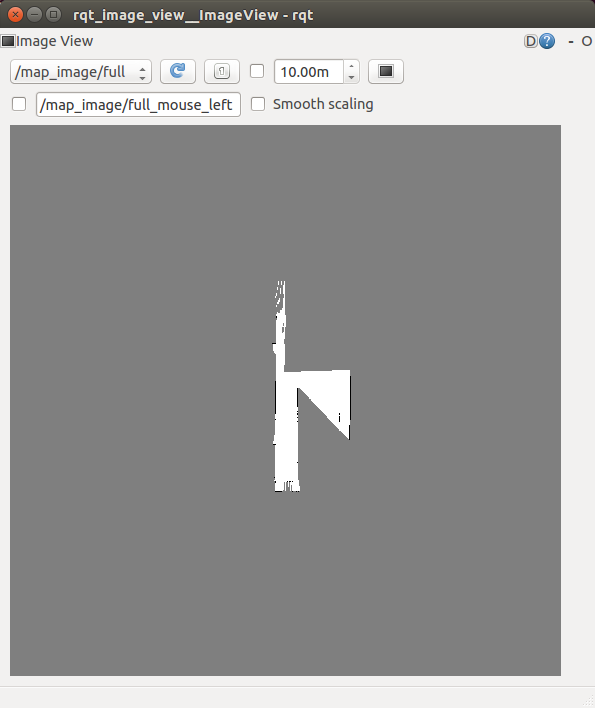 rqt_image_view__ImageView - rqt
Image View D ? - O
/map_image/full 10.00m
/map_image/full_mouse_left Smooth scaling